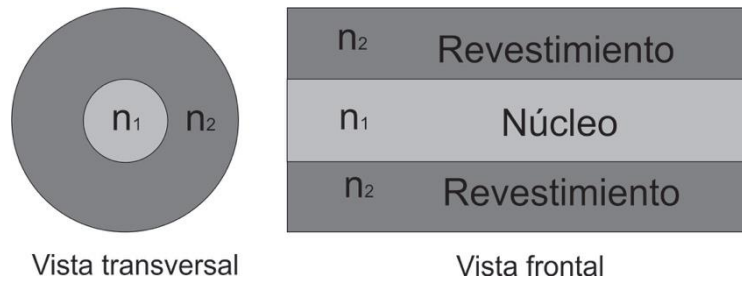 n₁ n₂
n₂ Revestimiento
n₁ Núcleo
n₂ Revestimiento
Vista transversal
Vista frontal